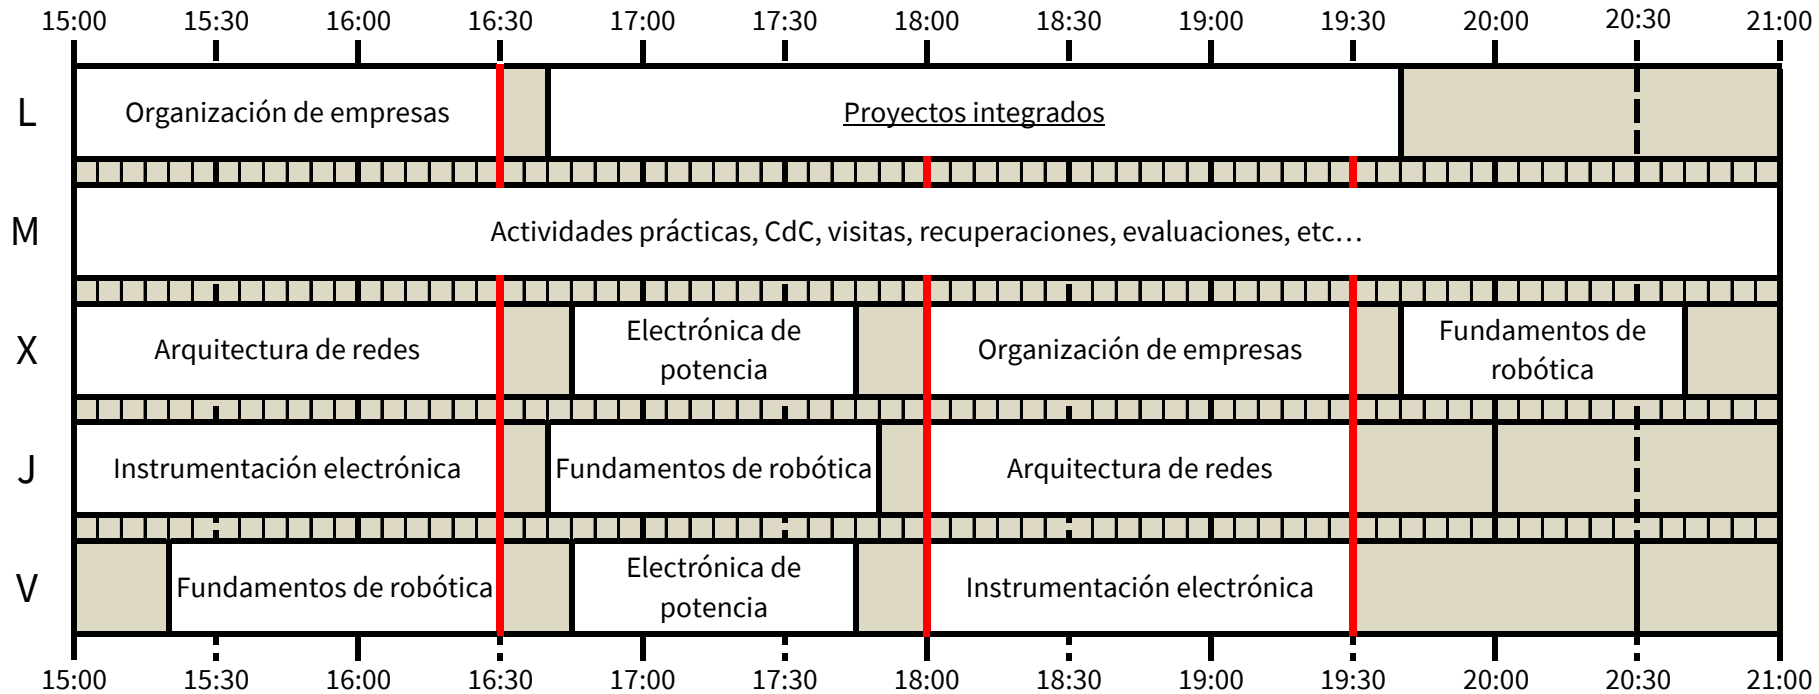 15:00 15:30 16:00 16:30 17:00 17:30 18:00 18:30 19:00 19:30 20:00 20:30 21:00
L Organización de empresas Proyectos integrados
M Actividades prácticas, CdC, visitas, recuperaciones, evaluaciones, etc…
X Arquitectura de redes Electrónica de potencia Organización de empresas Fundamentos de robótica
J Instrumentación electrónica Fundamentos de robótica Arquitectura de redes
V Fundamentos de robótica Electrónica de potencia Instrumentación electrónica
15:00 15:30 16:00 16:30 17:00 17:30 18:00 18:30 19:00 19:30 20:00 20:30 21:00